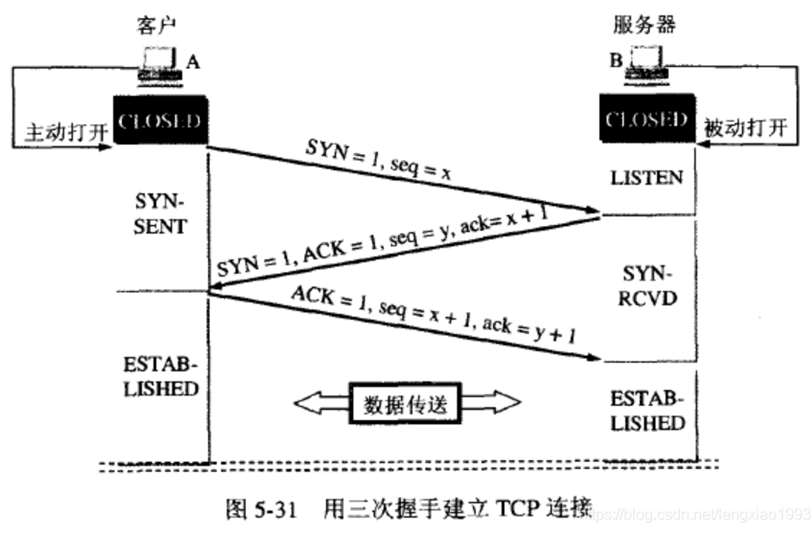 客户
服务器
A
B
CLOSED
CLOSED
主动打开
被动打开
SYN = 1, seq = x
LISTEN
SYN-
SENT
SYN = 1, ACK = 1, seq = y, ack= x + 1
SYN-
RCVD
ACK = 1, seq = x + 1, ack = y + 1
ESTAB-
LISHED
数据传送
ESTAB-
LISHED
图 5-31 用三次握手建立 TCP 连接
https://blog.csdn.net/lengxiao1993